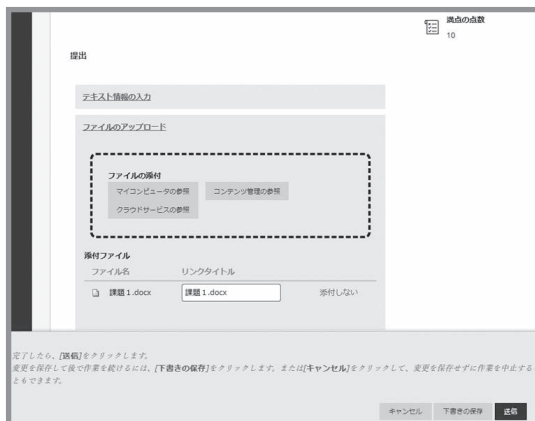 満点の点数
10
提出
テキスト情報の入力
ファイルのアップロード
ファイルの添付
マイコンピュータの参照 コンテンツ管理の参照
クラウドサービスの参照
添付ファイル
ファイル名 リンクタイトル
課題1.docx 課題1.docx 添付しない
完了したら、[送信]をクリックします。
変更を保存して後で作業を続けるには、[下書きの保存]をクリックします。または[キャンセル]をクリックして、変更を保存せずに作業を中止するこ
ともできます。
キャンセル 下書きの保存 送信